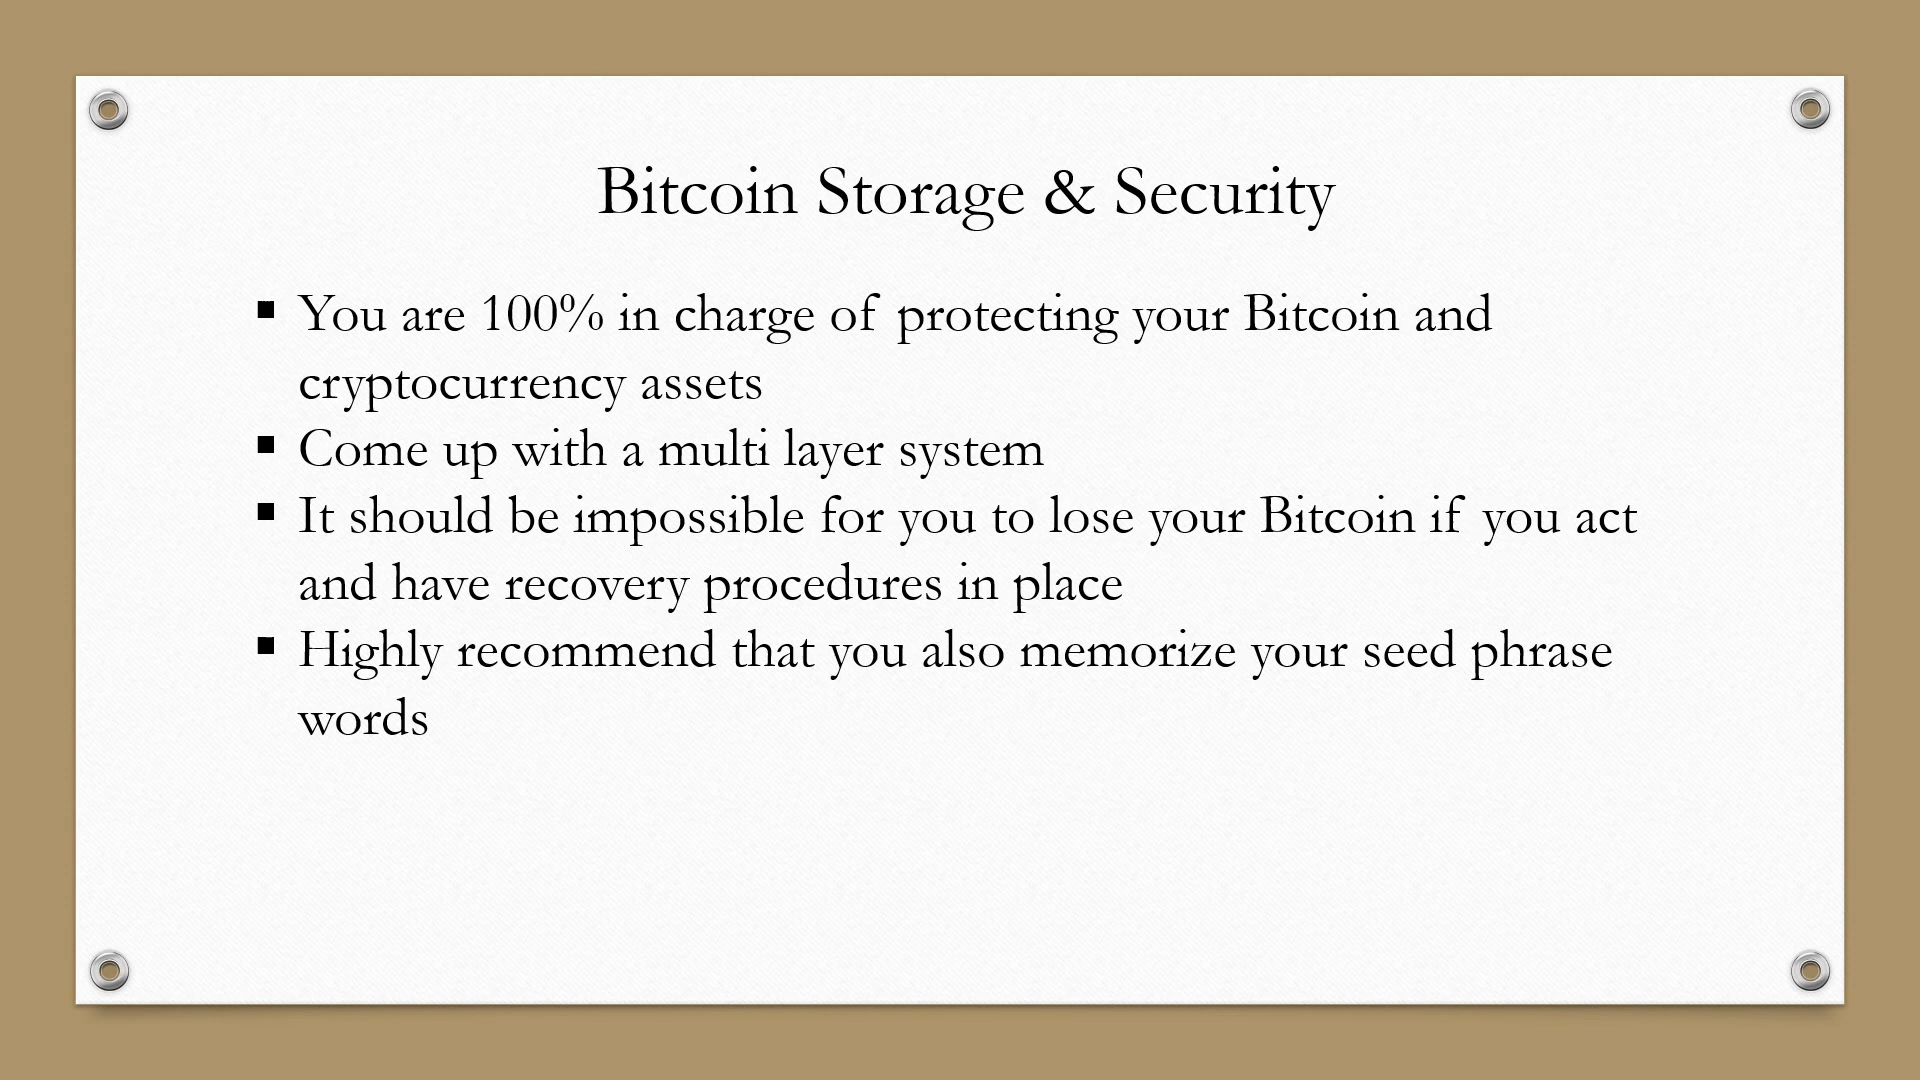 Bitcoin Storage & Security
▪ You are 100% in charge of protecting your Bitcoin and
cryptocurrency assets
▪ Come up with a multi layer system
▪ It should be impossible for you to lose your Bitcoin if you act
and have recovery procedures in place
▪ Highly recommend that you also memorize your seed phrase
words